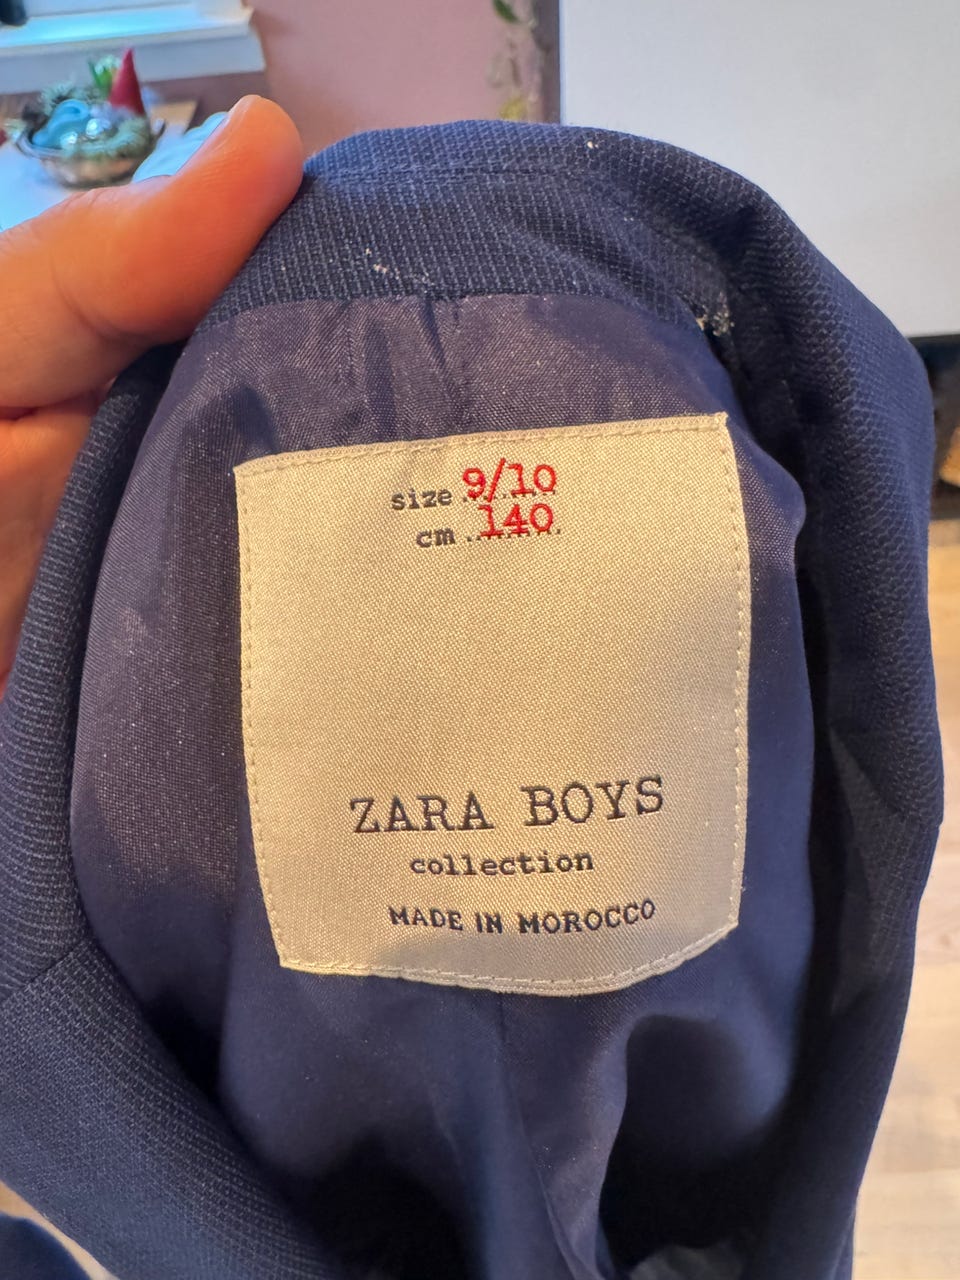 size 9/10
cm 140
ZARA BOYS
collection
MADE IN MOROCCO